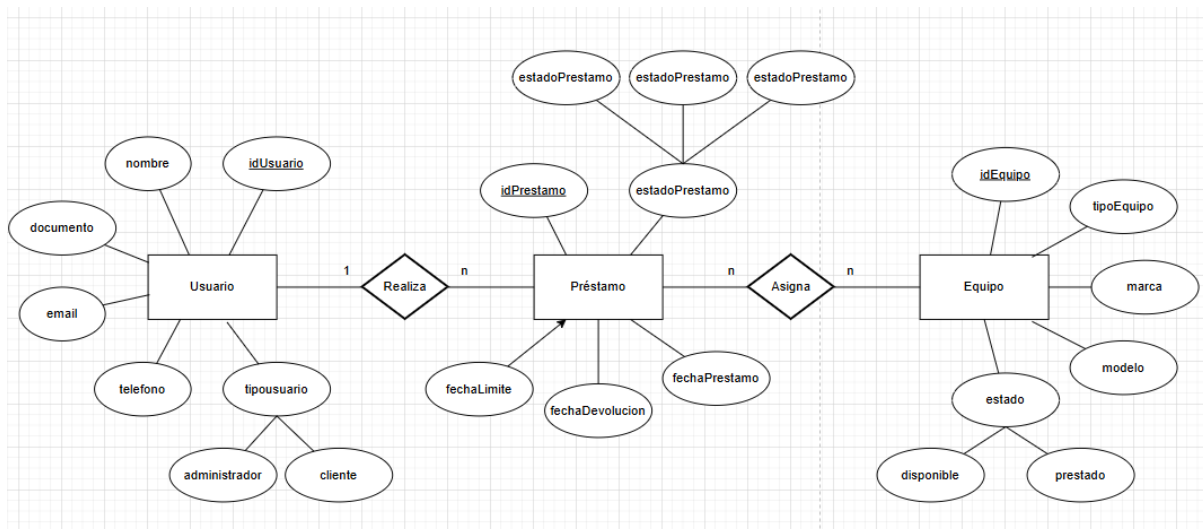 estadoPrestamo
estadoPrestamo
estadoPrestamo
nombre
idUsuario
idPrestamo
estadoPrestamo
idEquipo
tipoEquipo
documento
Usuario
1
Realiza
n
Préstamo
n
Asigna
n
Equipo
marca
email
telefono
tipousuario
fechaLimite
fechaDevolucion
fechaPrestamo
modelo
estado
administrador
cliente
disponible
prestado